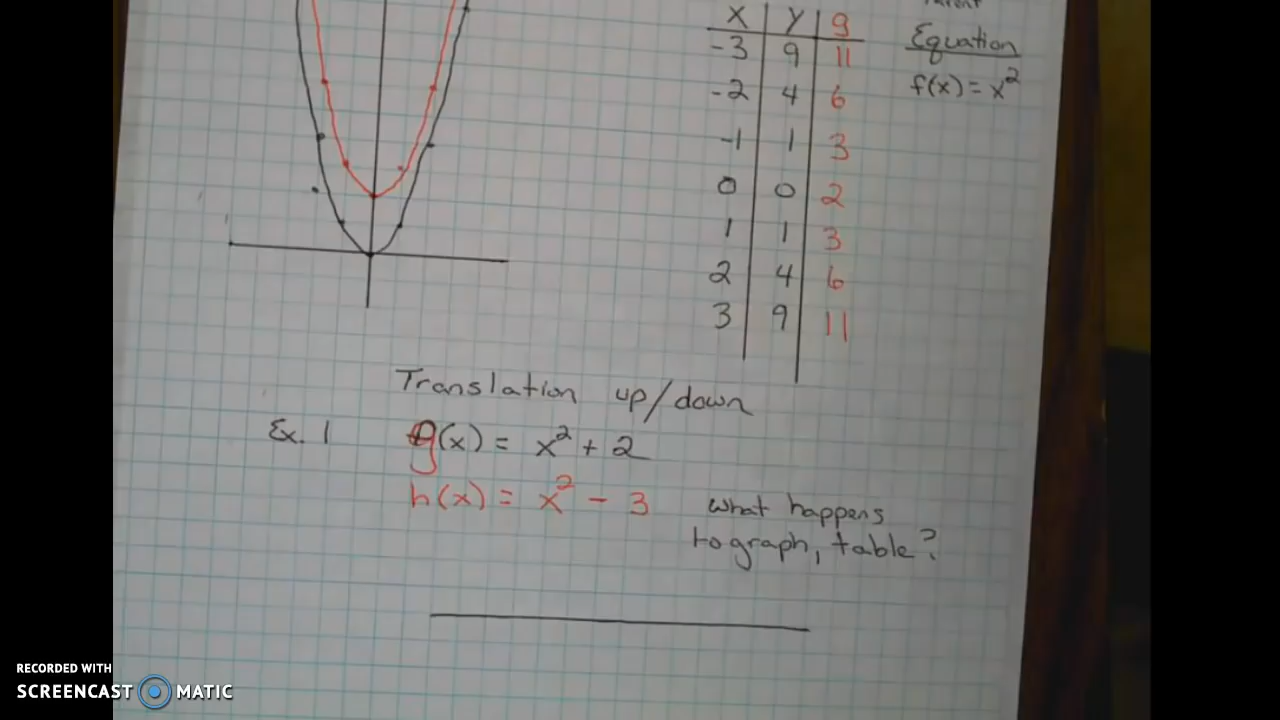 x y g
-3 9 11
-2 4 6
-1 1 3
0 0 2
1 1 3
2 4 6
3 9 11
Equation
f(x) = x²
Translation up/down
Ex. 1 g(x) = x² + 2
h(x) = x² - 3
what happens
to graph, table?
RECORDED WITH
SCREENCAST MATIC